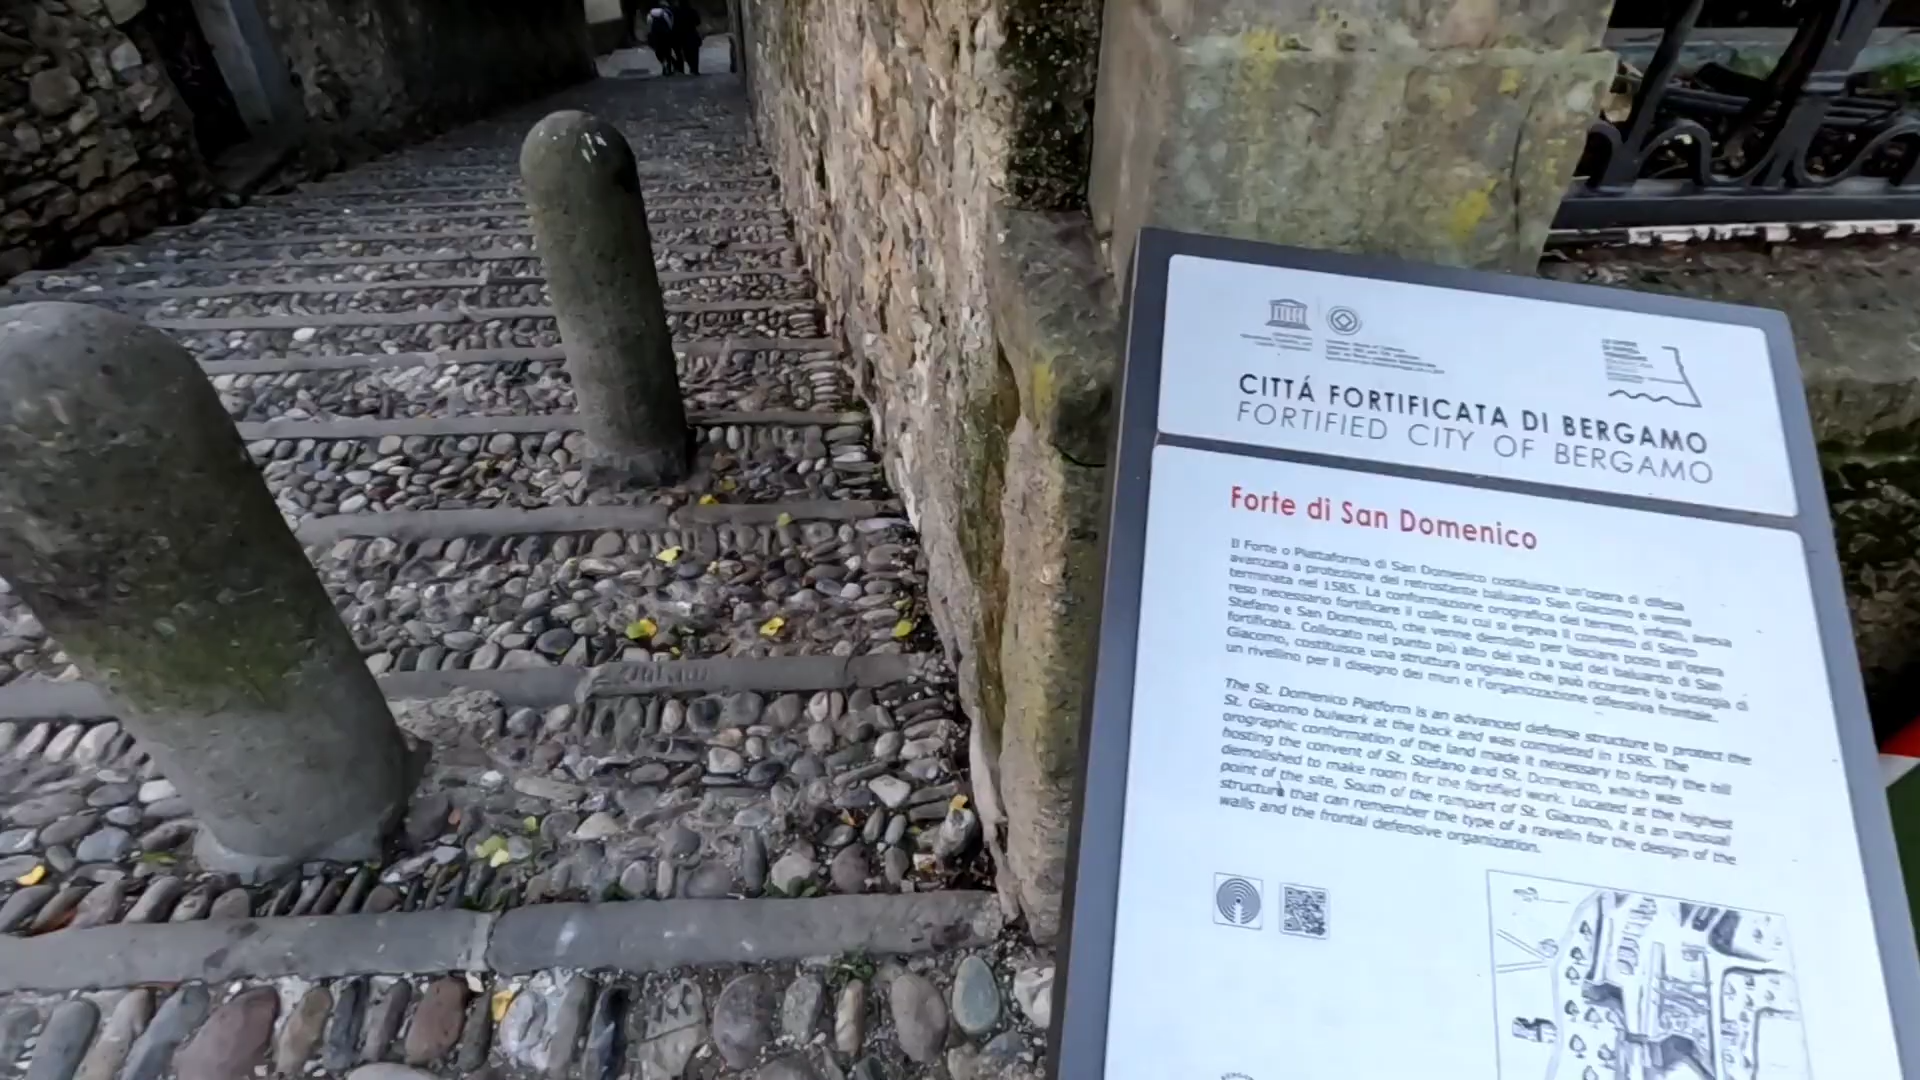 CITTÁ FORTIFICATA DI BERGAMO
FORTIFIED CITY OF BERGAMO
Forte di San Domenico
Il Forte o Piattaforma di San Domenico costituisce un'opera di difesa
avanzata a protezione del retrostante baluardo San Giacomo e venne
terminata nel 1585. La conformazione orografica del terreno, infatti, aveva
reso necessario fortificare il colle su cui si ergeva il convento di Santo
Stefano e San Domenico, che venne demolito per lasciare posto all'opera
fortificata. Collocato nel punto più alto del sito a sud del baluardo di San
Giacomo, costituisce una struttura originale che può ricordare la tipologia di
un rivellino per il disegno dei muri e l'organizzazione difensiva frontale.
The St. Domenico Platform is an advanced defense structure to protect the
St. Giacomo bulwark at the back and was completed in 1585. The
orographic conformation of the land made it necessary to fortify the hill
hosting the convent of St. Stefano and St. Domenico, which was
demolished to make room for the fortified work. Located at the highest
point of the site, South of the rampart of St. Giacomo, it is an unusual
structure that can remember the type of a ravelin for the design of the
walls and the frontal defensive organization.